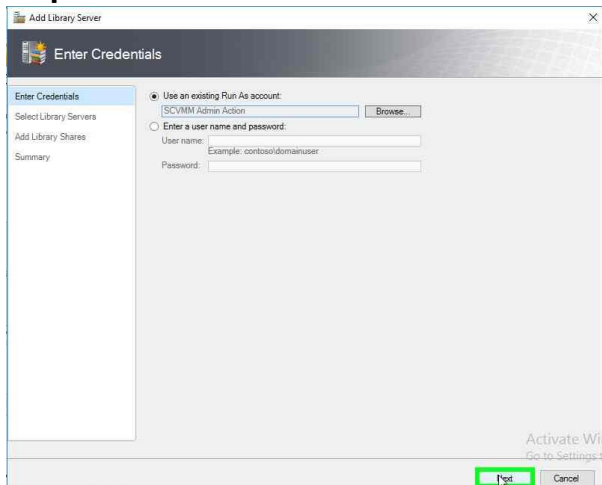 Add Library Server
Enter Credentials
Enter Credentials
Select Library Servers
Add Library Shares
Summary
Use an existing Run As account:
SCVMM Admin Action
Browse...
Enter a user name and password:
User name:
Example: contoso\domainuser
Password:
Activate Wi
Go to Settings t
Next
Cancel